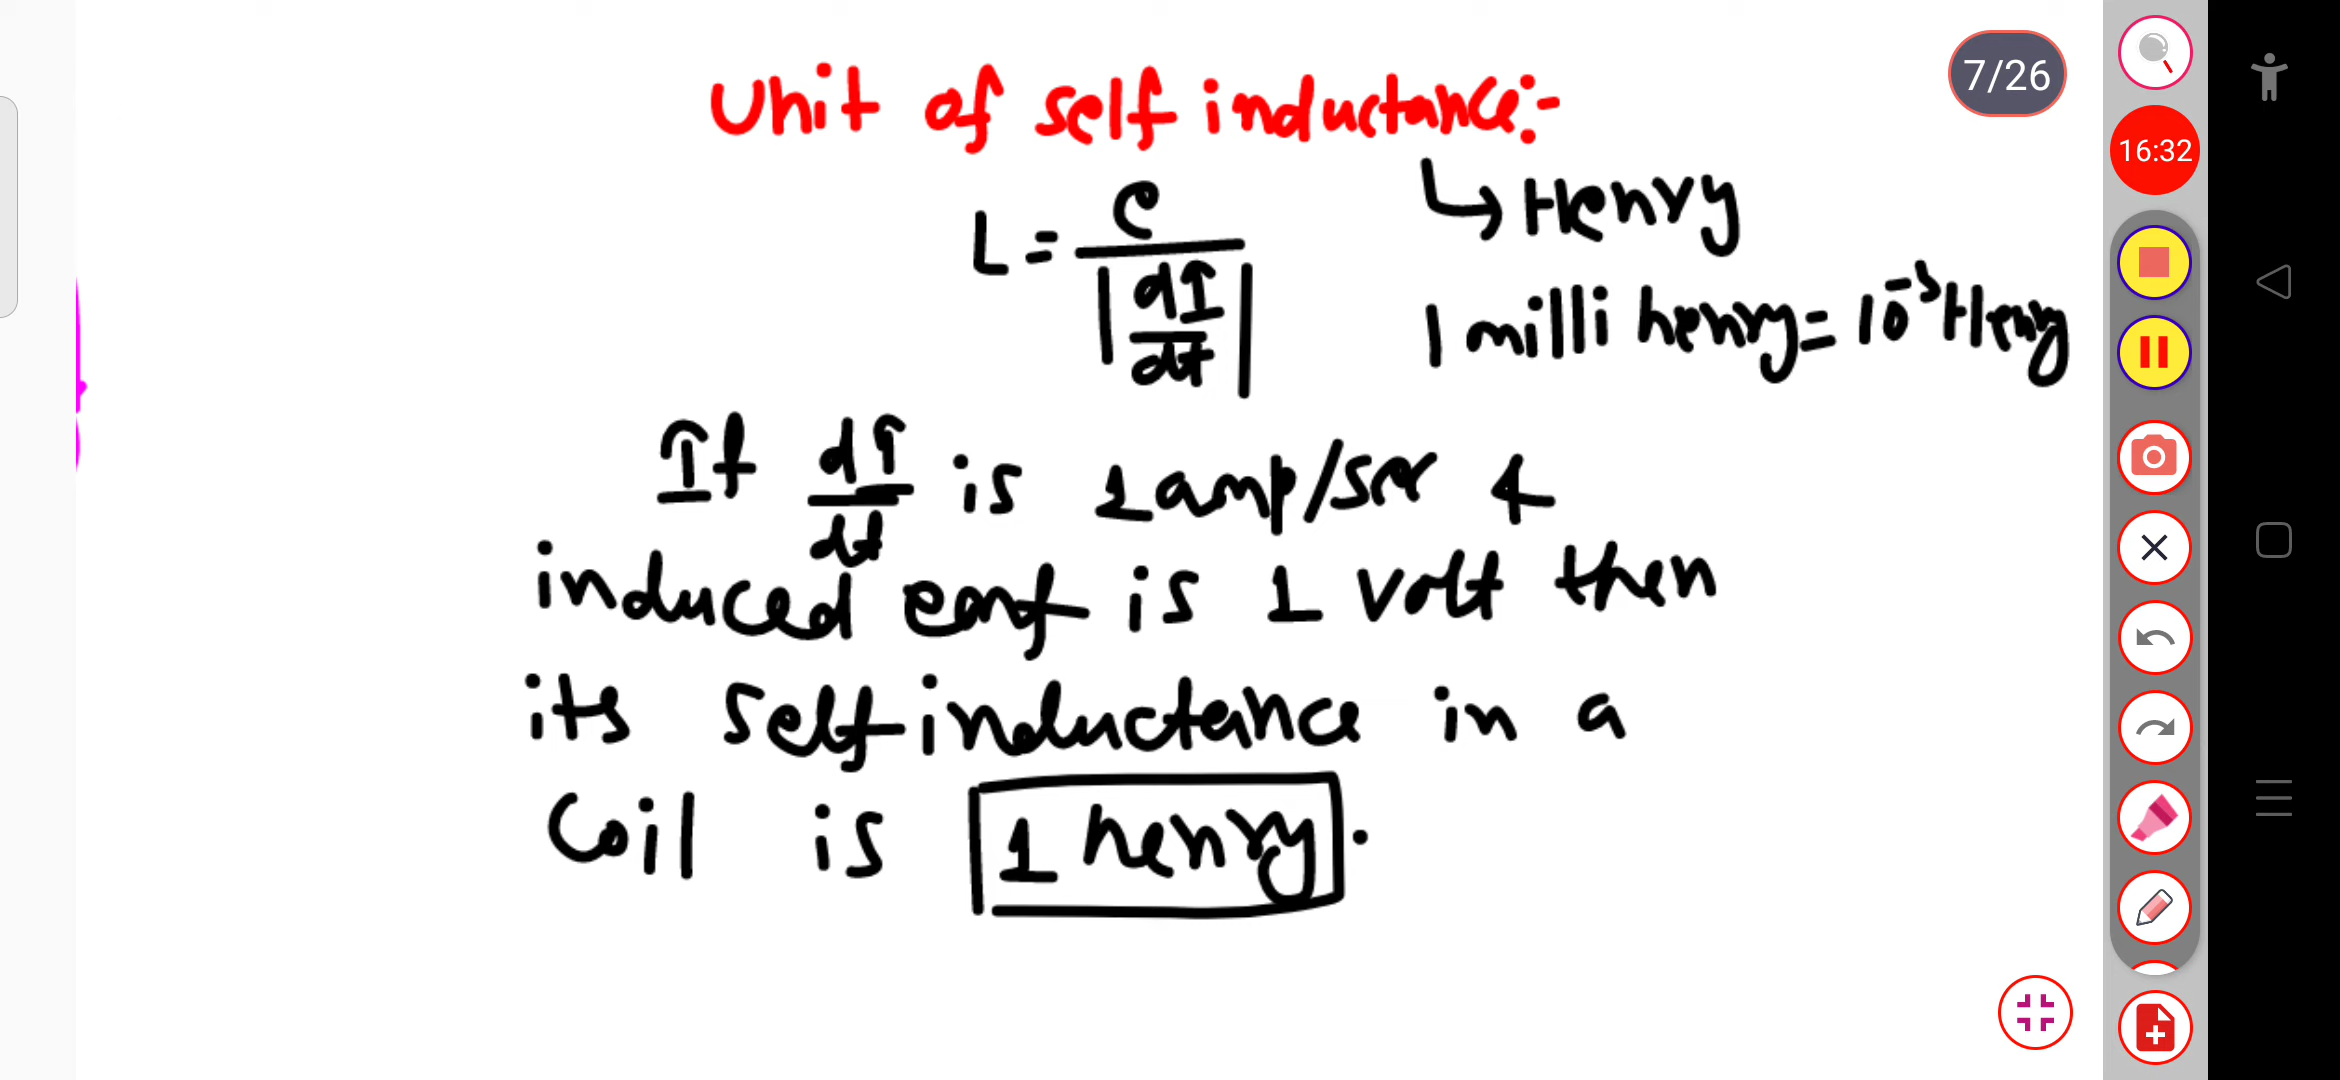 Unit of self inductance:-
7/26
16:32
L = e / |dI/dt|
↳ Henry
1 milli henry = 10⁻³ Henry
If dI/dt is 1 amp/sec &
induced emf is 1 volt then
its self inductance in a
Coil is 1 henry.